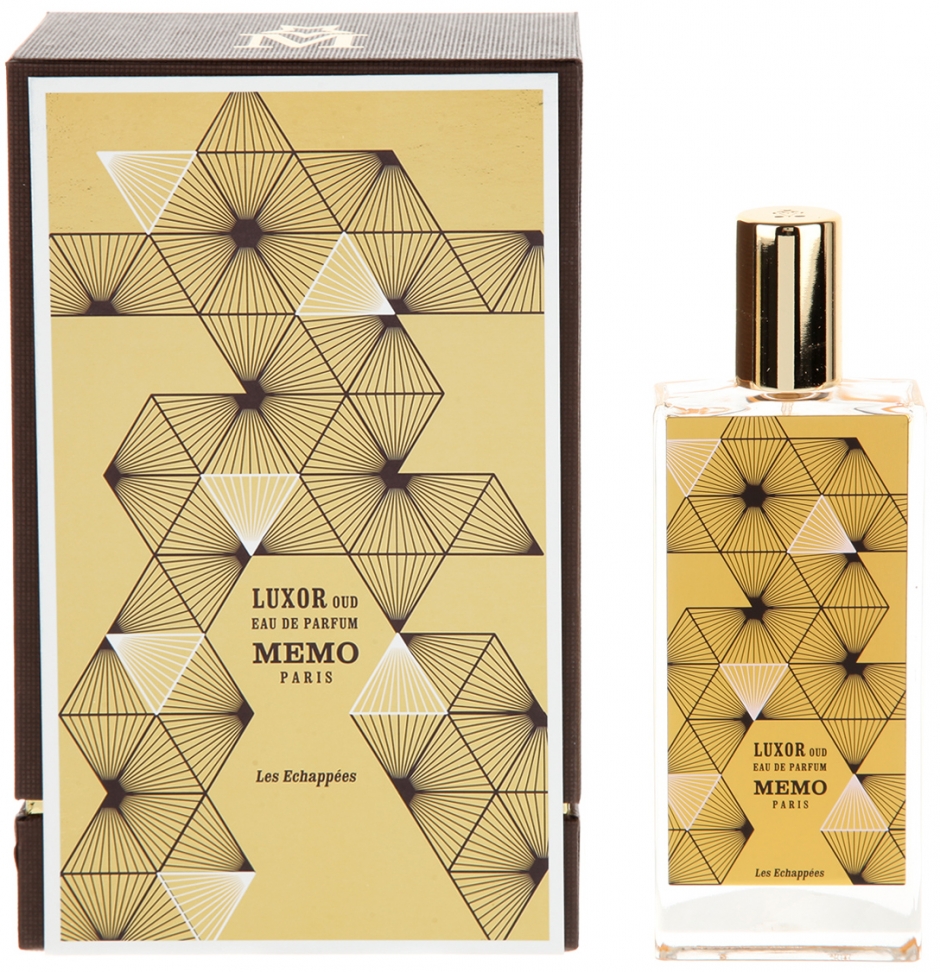 M
LUXOR OUD
EAU DE PARFUM
MEMO
PARIS
Les Echappées
LUXOR OUD
EAU DE PARFUM
MEMO
PARIS
Les Echappées